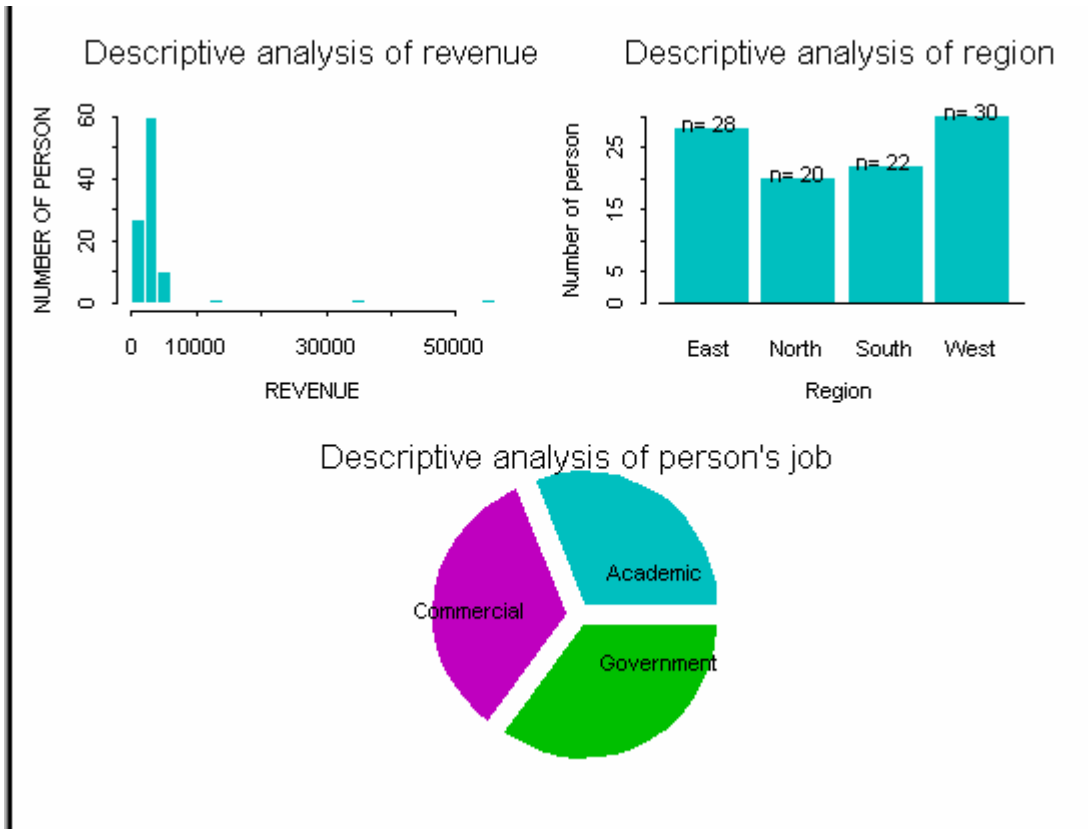 Descriptive analysis of revenue
NUMBER OF PERSON
60
40
20
0
0 10000 30000 50000
REVENUE
Descriptive analysis of region
Number of person
25
15
5
0
n= 28
n= 20
n= 22
n= 30
East North South West
Region
Descriptive analysis of person's job
Academic
Commercial
Government